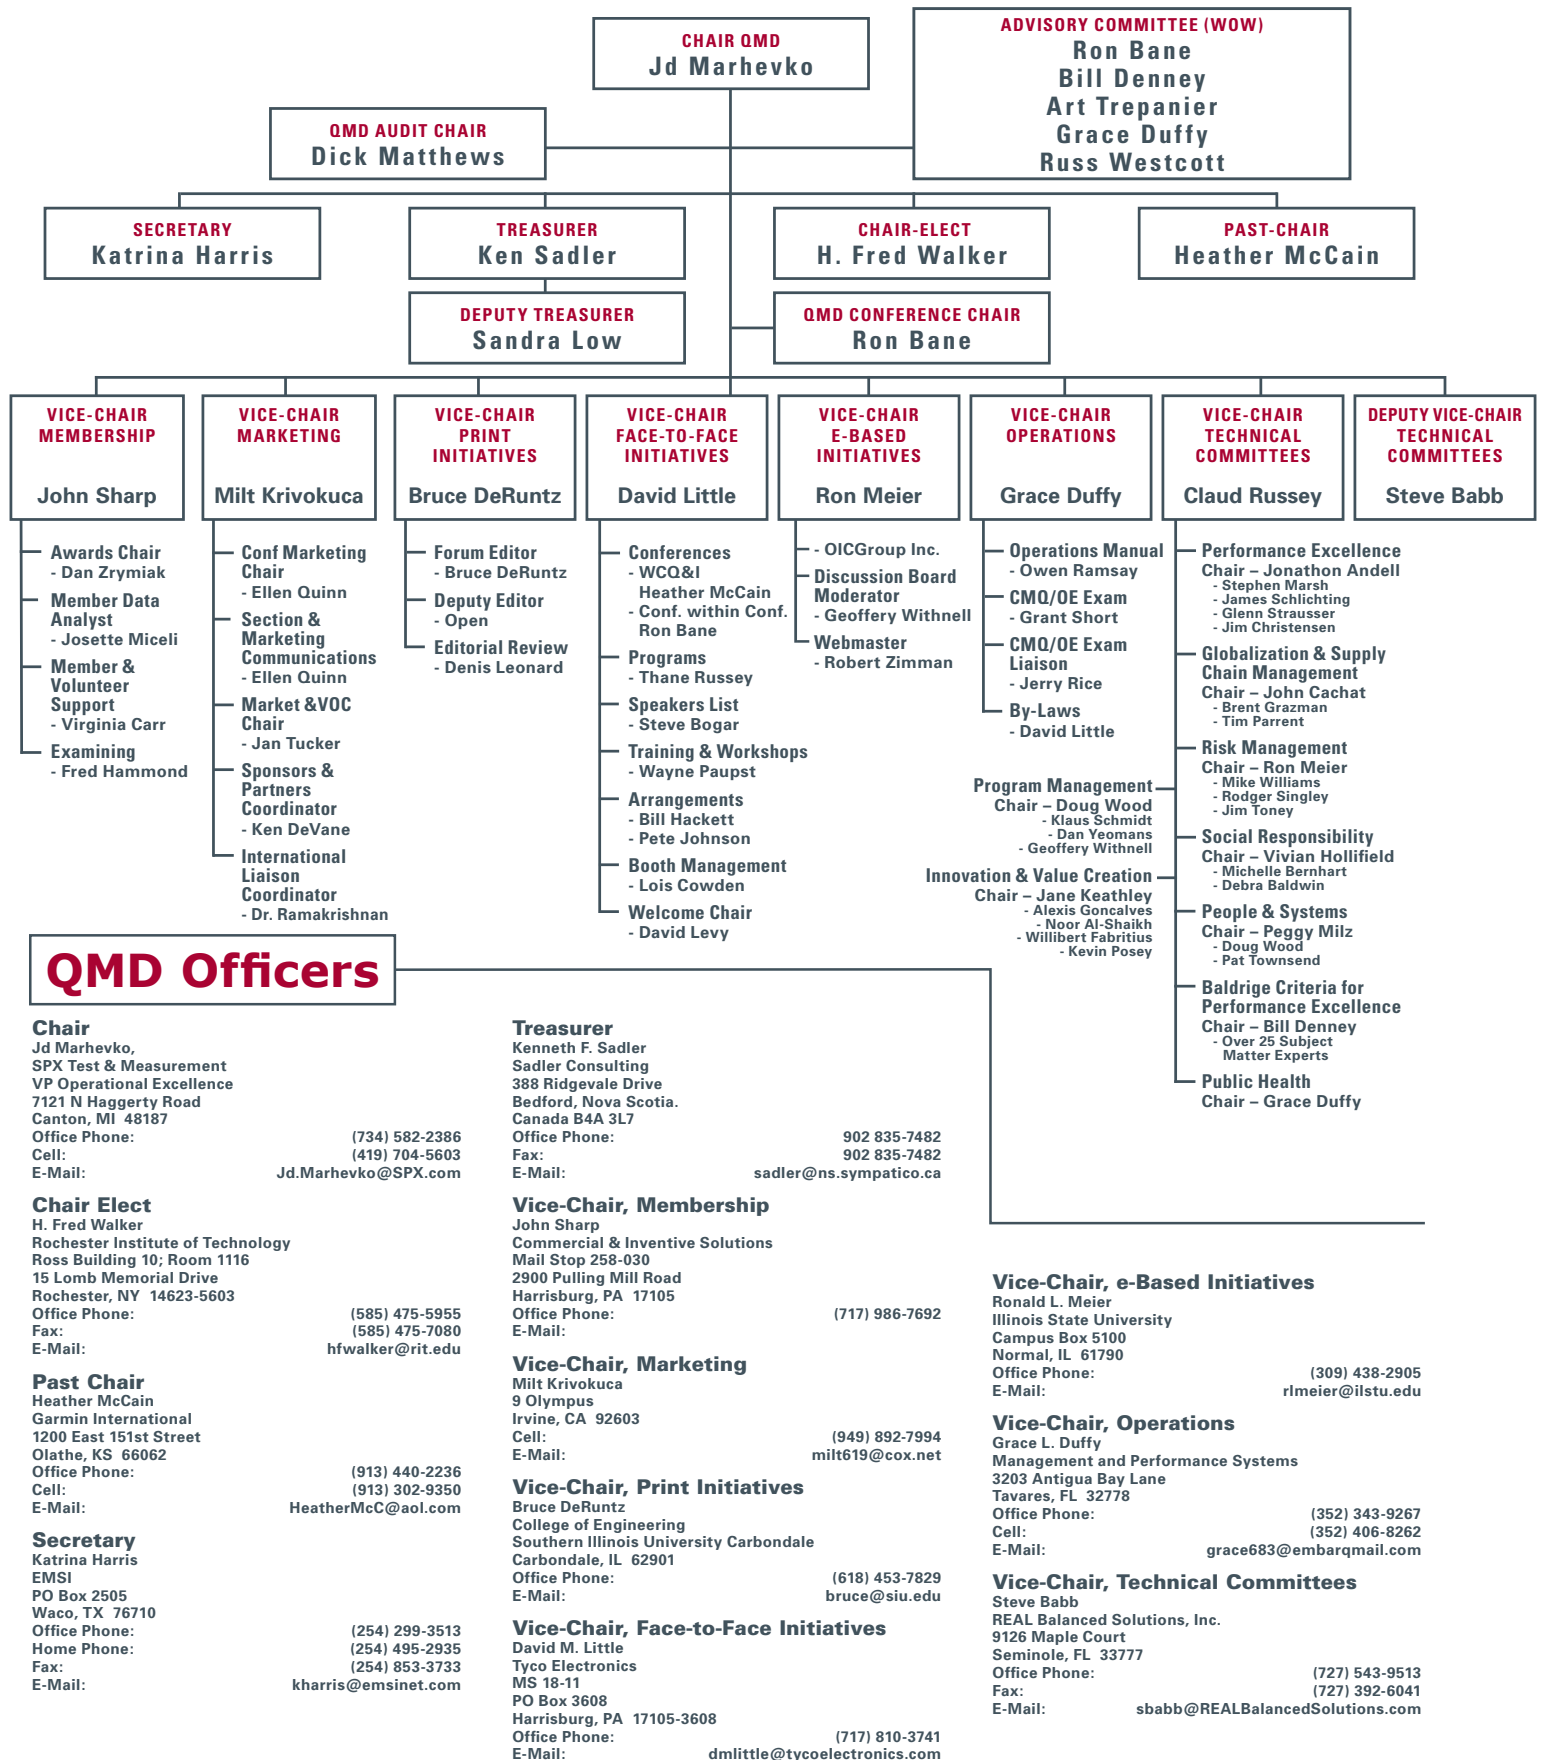 CHAIR QMD
Jd Marhevko
ADVISORY COMMITTEE (WOW)
Ron Bane
Bill Denney
Art Trepanier
Grace Duffy
Russ Westcott
QMD AUDIT CHAIR
Dick Matthews
SECRETARY
Katrina Harris
TREASURER
Ken Sadler
CHAIR-ELECT
H. Fred Walker
PAST-CHAIR
Heather McCain
DEPUTY TREASURER
Sandra Low
QMD CONFERENCE CHAIR
Ron Bane
VICE-CHAIR
MEMBERSHIP
John Sharp
Awards Chair
- Dan Zrymiak
Member Data
Analyst
- Josette Miceli
Member &
Volunteer
Support
- Virginia Carr
Examining
- Fred Hammond
VICE-CHAIR
MARKETING
Milt Krivokuca
Conf Marketing
Chair
- Ellen Quinn
Section &
Marketing
Communications
- Ellen Quinn
Market &VOC
Chair
- Jan Tucker
Sponsors &
Partners
Coordinator
- Ken DeVane
International
Liaison
Coordinator
- Dr. Ramakrishnan
VICE-CHAIR
PRINT
INITIATIVES
Bruce DeRuntz
Forum Editor
- Bruce DeRuntz
Deputy Editor
- Open
Editorial Review
- Denis Leonard
VICE-CHAIR
FACE-TO-FACE
INITIATIVES
David Little
Conferences
- WCQ&I
Heather McCain
- Conf. within Conf.
Ron Bane
Programs
- Thane Russey
Speakers List
- Steve Bogar
Training & Workshops
- Wayne Paupst
Arrangements
- Bill Hackett
- Pete Johnson
Booth Management
- Lois Cowden
Welcome Chair
- David Levy
VICE-CHAIR
E-BASED
INITIATIVES
Ron Meier
- OICGroup Inc.
Discussion Board
Moderator
- Geoffery Withnell
Webmaster
- Robert Zimman
VICE-CHAIR
OPERATIONS
Grace Duffy
Operations Manual
- Owen Ramsay
CMQ/OE Exam
- Grant Short
CMQ/OE Exam
Liaison
- Jerry Rice
By-Laws
- David Little
VICE-CHAIR
TECHNICAL
COMMITTEES
Claud Russey
Performance Excellence
Chair – Jonathon Andell
- Stephen Marsh
- James Schlichting
- Glenn Strausser
- Jim Christensen
Globalization & Supply
Chain Management
Chair – John Cachat
- Brent Grazman
- Tim Parrent
Risk Management
Chair – Ron Meier
- Mike Williams
- Rodger Singley
- Jim Toney
Program Management
Chair – Doug Wood
- Klaus Schmidt
- Dan Yeomans
- Geoffery Withnell
Social Responsibility
Chair – Vivian Hollifield
- Michelle Bernhart
- Debra Baldwin
Innovation & Value Creation
Chair – Jane Keathley
- Alexis Goncalves
- Noor Al-Shaikh
- Willibert Fabritius
- Kevin Posey
People & Systems
Chair – Peggy Milz
- Doug Wood
- Pat Townsend
Baldrige Criteria for
Performance Excellence
Chair – Bill Denney
- Over 25 Subject
Matter Experts
Public Health
Chair – Grace Duffy
DEPUTY VICE-CHAIR
TECHNICAL
COMMITTEES
Steve Babb
QMD Officers
Chair
Jd Marhevko,
SPX Test & Measurement
VP Operational Excellence
7121 N Haggerty Road
Canton, MI 48187
Office Phone: (734) 582-2386
Cell: (419) 704-5603
E-Mail: Jd.Marhevko@SPX.com
Chair Elect
H. Fred Walker
Rochester Institute of Technology
Ross Building 10; Room 1116
15 Lomb Memorial Drive
Rochester, NY 14623-5603
Office Phone: (585) 475-5955
Fax: (585) 475-7080
E-Mail: hfwalker@rit.edu
Past Chair
Heather McCain
Garmin International
1200 East 151st Street
Olathe, KS 66062
Office Phone: (913) 440-2236
Cell: (913) 302-9350
E-Mail: HeatherMcC@aol.com
Secretary
Katrina Harris
EMSI
PO Box 2505
Waco, TX 76710
Office Phone: (254) 299-3513
Home Phone: (254) 495-2935
Fax: (254) 853-3733
E-Mail: kharris@emsinet.com
Treasurer
Kenneth F. Sadler
Sadler Consulting
388 Ridgevale Drive
Bedford, Nova Scotia.
Canada B4A 3L7
Office Phone: 902 835-7482
Fax: 902 835-7482
E-Mail: sadler@ns.sympatico.ca
Vice-Chair, Membership
John Sharp
Commercial & Inventive Solutions
Mail Stop 258-030
2900 Pulling Mill Road
Harrisburg, PA 17105
Office Phone: (717) 986-7692
E-Mail:
Vice-Chair, Marketing
Milt Krivokuca
9 Olympus
Irvine, CA 92603
Cell: (949) 892-7994
E-Mail: milt619@cox.net
Vice-Chair, Print Initiatives
Bruce DeRuntz
College of Engineering
Southern Illinois University Carbondale
Carbondale, IL 62901
Office Phone: (618) 453-7829
E-Mail: bruce@siu.edu
Vice-Chair, Face-to-Face Initiatives
David M. Little
Tyco Electronics
MS 18-11
PO Box 3608
Harrisburg, PA 17105-3608
Office Phone: (717) 810-3741
E-Mail: dmlittle@tycoelectronics.com
Vice-Chair, e-Based Initiatives
Ronald L. Meier
Illinois State University
Campus Box 5100
Normal, IL 61790
Office Phone: (309) 438-2905
E-Mail: rlmeier@ilstu.edu
Vice-Chair, Operations
Grace L. Duffy
Management and Performance Systems
3203 Antigua Bay Lane
Tavares, FL 32778
Office Phone: (352) 343-9267
Cell: (352) 406-8262
E-Mail: grace683@embarqmail.com
Vice-Chair, Technical Committees
Steve Babb
REAL Balanced Solutions, Inc.
9126 Maple Court
Seminole, FL 33777
Office Phone: (727) 543-9513
Fax: (727) 392-6041
E-Mail: sbabb@REALBalancedSolutions.com